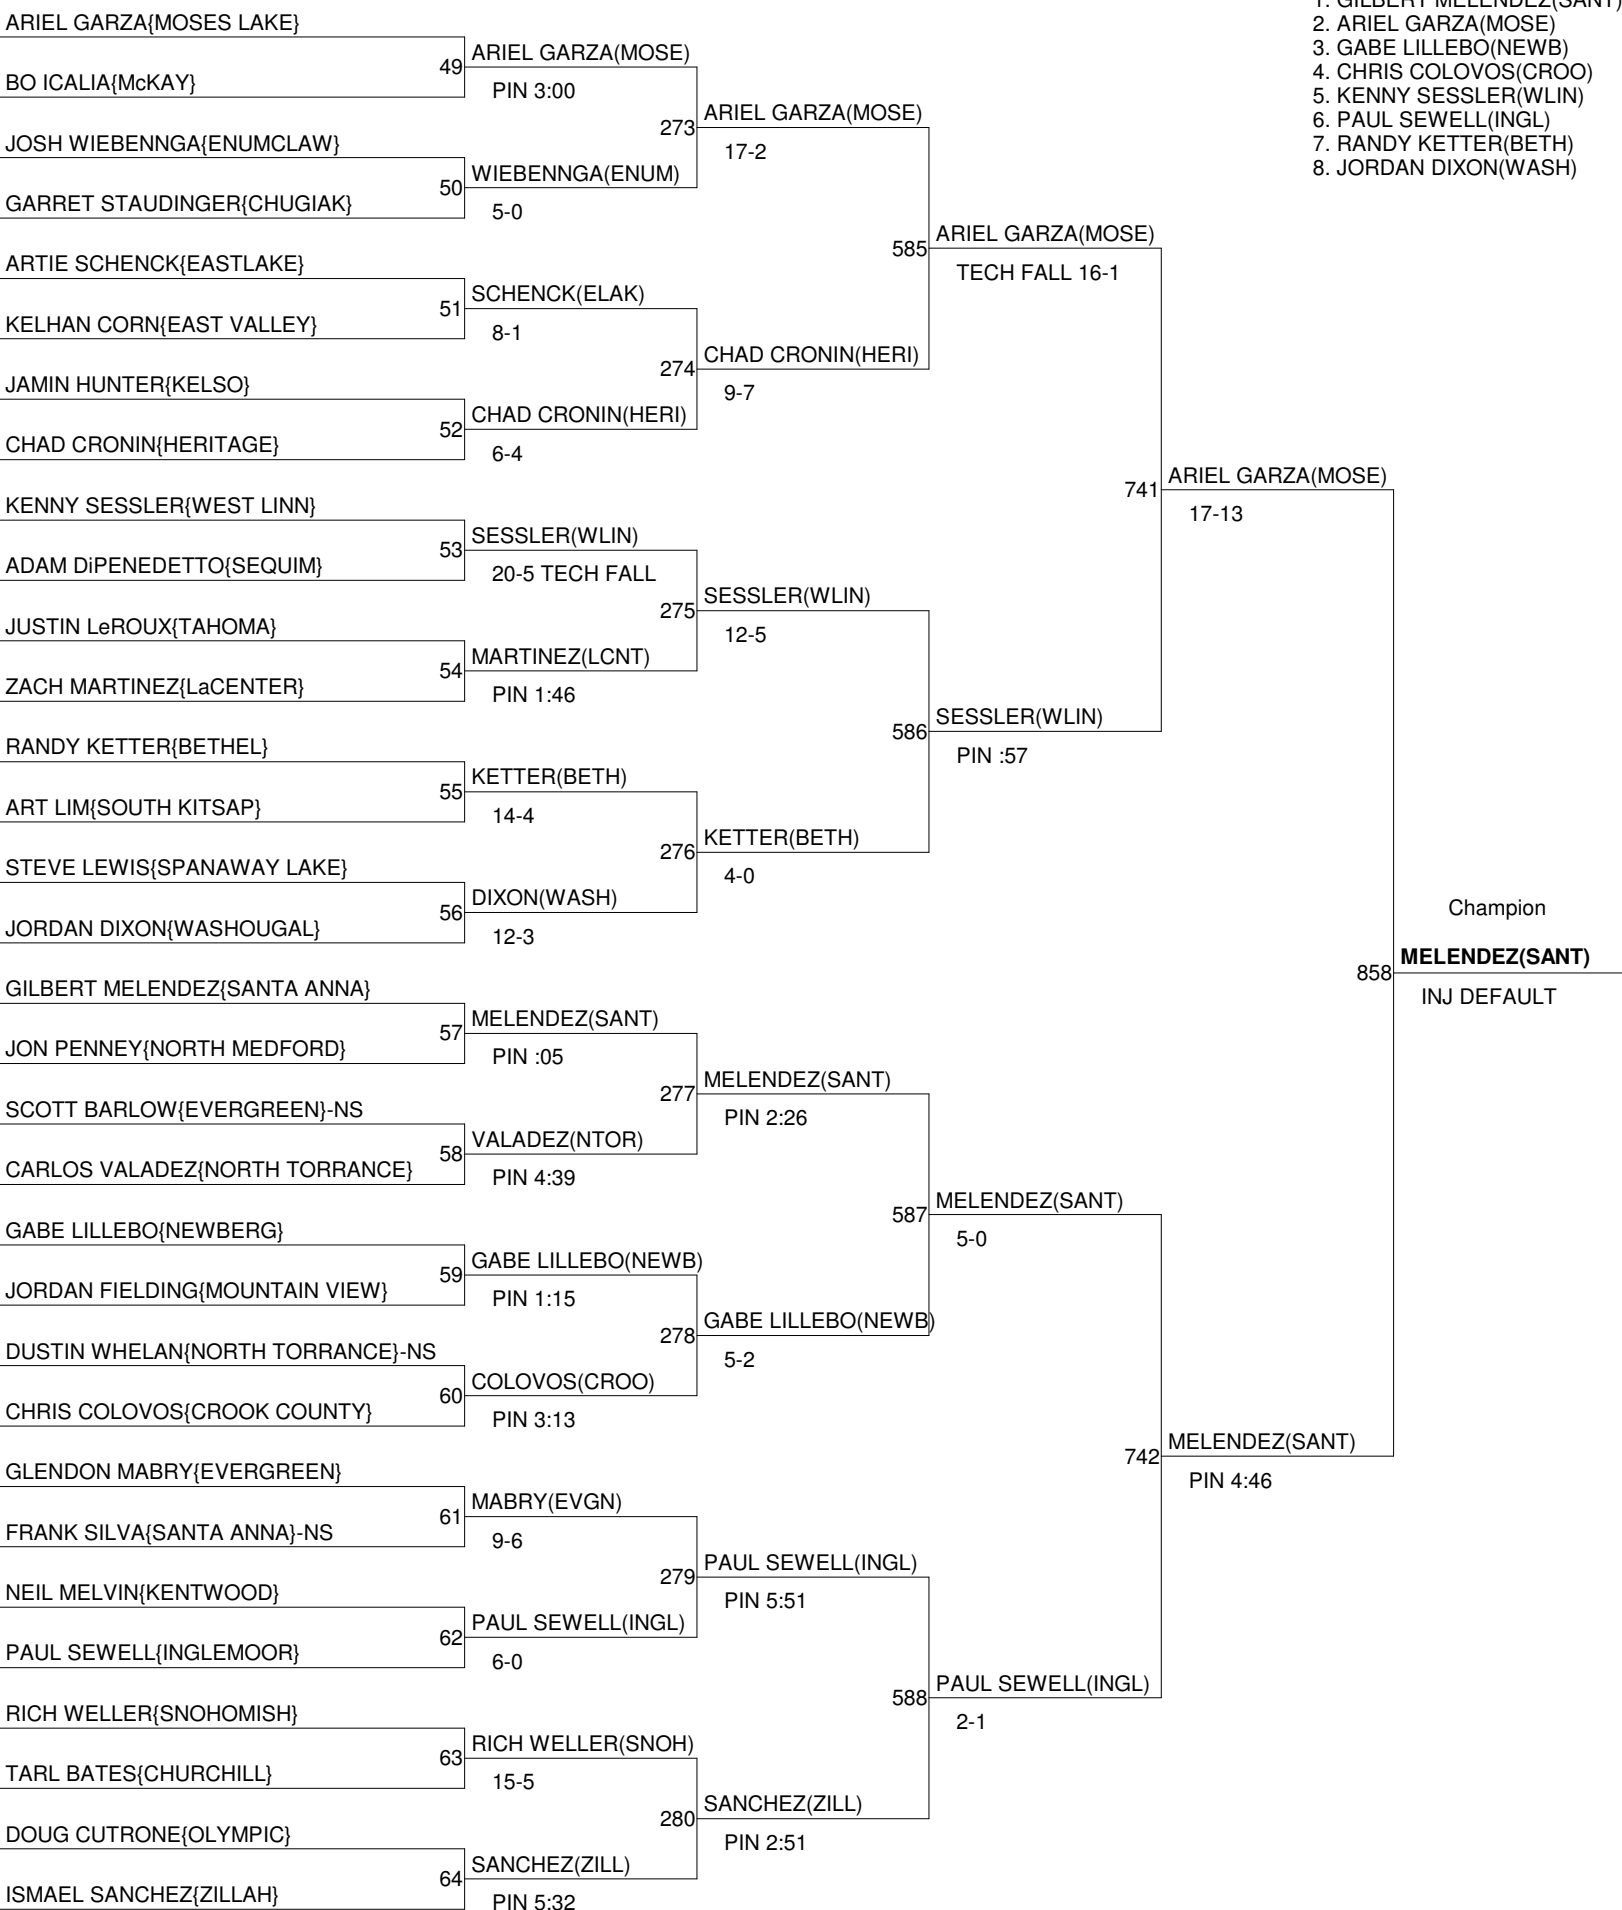 1. GILBERT MELENDEZ(SANT)
2. ARIEL GARZA(MOSE)
3. GABE LILLEBO(NEWB)
4. CHRIS COLOVOS(CROO)
5. KENNY SESSLER(WLIN)
6. PAUL SEWELL(INGL)
7. RANDY KETTER(BETH)
8. JORDAN DIXON(WASH)
ARIEL GARZA{MOSES LAKE}
BO ICALIA{McKAY}
JOSH WIEBENNGA{ENUMCLAW}
GARRET STAUDINGER{CHUGIAK}
ARTIE SCHENCK{EASTLAKE}
KELHAN CORN{EAST VALLEY}
JAMIN HUNTER{KELSO}
CHAD CRONIN{HERITAGE}
KENNY SESSLER{WEST LINN}
ADAM DiPENEDETTO{SEQUIM}
JUSTIN LeROUX{TAHOMA}
ZACH MARTINEZ{LaCENTER}
RANDY KETTER{BETHEL}
ART LIM{SOUTH KITSAP}
STEVE LEWIS{SPANAWAY LAKE}
JORDAN DIXON{WASHOUGAL}
GILBERT MELENDEZ{SANTA ANNA}
JON PENNEY{NORTH MEDFORD}
SCOTT BARLOW{EVERGREEN}-NS
CARLOS VALADEZ{NORTH TORRANCE}
GABE LILLEBO{NEWBERG}
JORDAN FIELDING{MOUNTAIN VIEW}
DUSTIN WHELAN{NORTH TORRANCE}-NS
CHRIS COLOVOS{CROOK COUNTY}
GLENDON MABRY{EVERGREEN}
FRANK SILVA{SANTA ANNA}-NS
NEIL MELVIN{KENTWOOD}
PAUL SEWELL{INGLEMOOR}
RICH WELLER{SNOHOMISH}
TARL BATES{CHURCHILL}
DOUG CUTRONE{OLYMPIC}
ISMAEL SANCHEZ{ZILLAH}
49 ARIEL GARZA(MOSE)
PIN 3:00
50 WIEBENNGA(ENUM)
5-0
51 SCHENCK(ELAK)
8-1
52 CHAD CRONIN(HERI)
6-4
53 SESSLER(WLIN)
20-5 TECH FALL
54 MARTINEZ(LCNT)
PIN 1:46
55 KETTER(BETH)
14-4
56 DIXON(WASH)
12-3
57 MELENDEZ(SANT)
PIN :05
58 VALADEZ(NTOR)
PIN 4:39
59 GABE LILLEBO(NEWB)
PIN 1:15
60 COLOVOS(CROO)
PIN 3:13
61 MABRY(EVGN)
9-6
62 PAUL SEWELL(INGL)
6-0
63 RICH WELLER(SNOH)
15-5
64 SANCHEZ(ZILL)
PIN 5:32
273 ARIEL GARZA(MOSE)
17-2
274 CHAD CRONIN(HERI)
9-7
275 SESSLER(WLIN)
12-5
276 KETTER(BETH)
4-0
277 MELENDEZ(SANT)
PIN 2:26
278 GABE LILLEBO(NEWB)
5-2
279 PAUL SEWELL(INGL)
PIN 5:51
280 SANCHEZ(ZILL)
PIN 2:51
585 ARIEL GARZA(MOSE)
TECH FALL 16-1
586 SESSLER(WLIN)
PIN :57
587 MELENDEZ(SANT)
5-0
588 PAUL SEWELL(INGL)
2-1
741 ARIEL GARZA(MOSE)
17-13
742 MELENDEZ(SANT)
PIN 4:46
Champion
858 MELENDEZ(SANT)
INJ DEFAULT